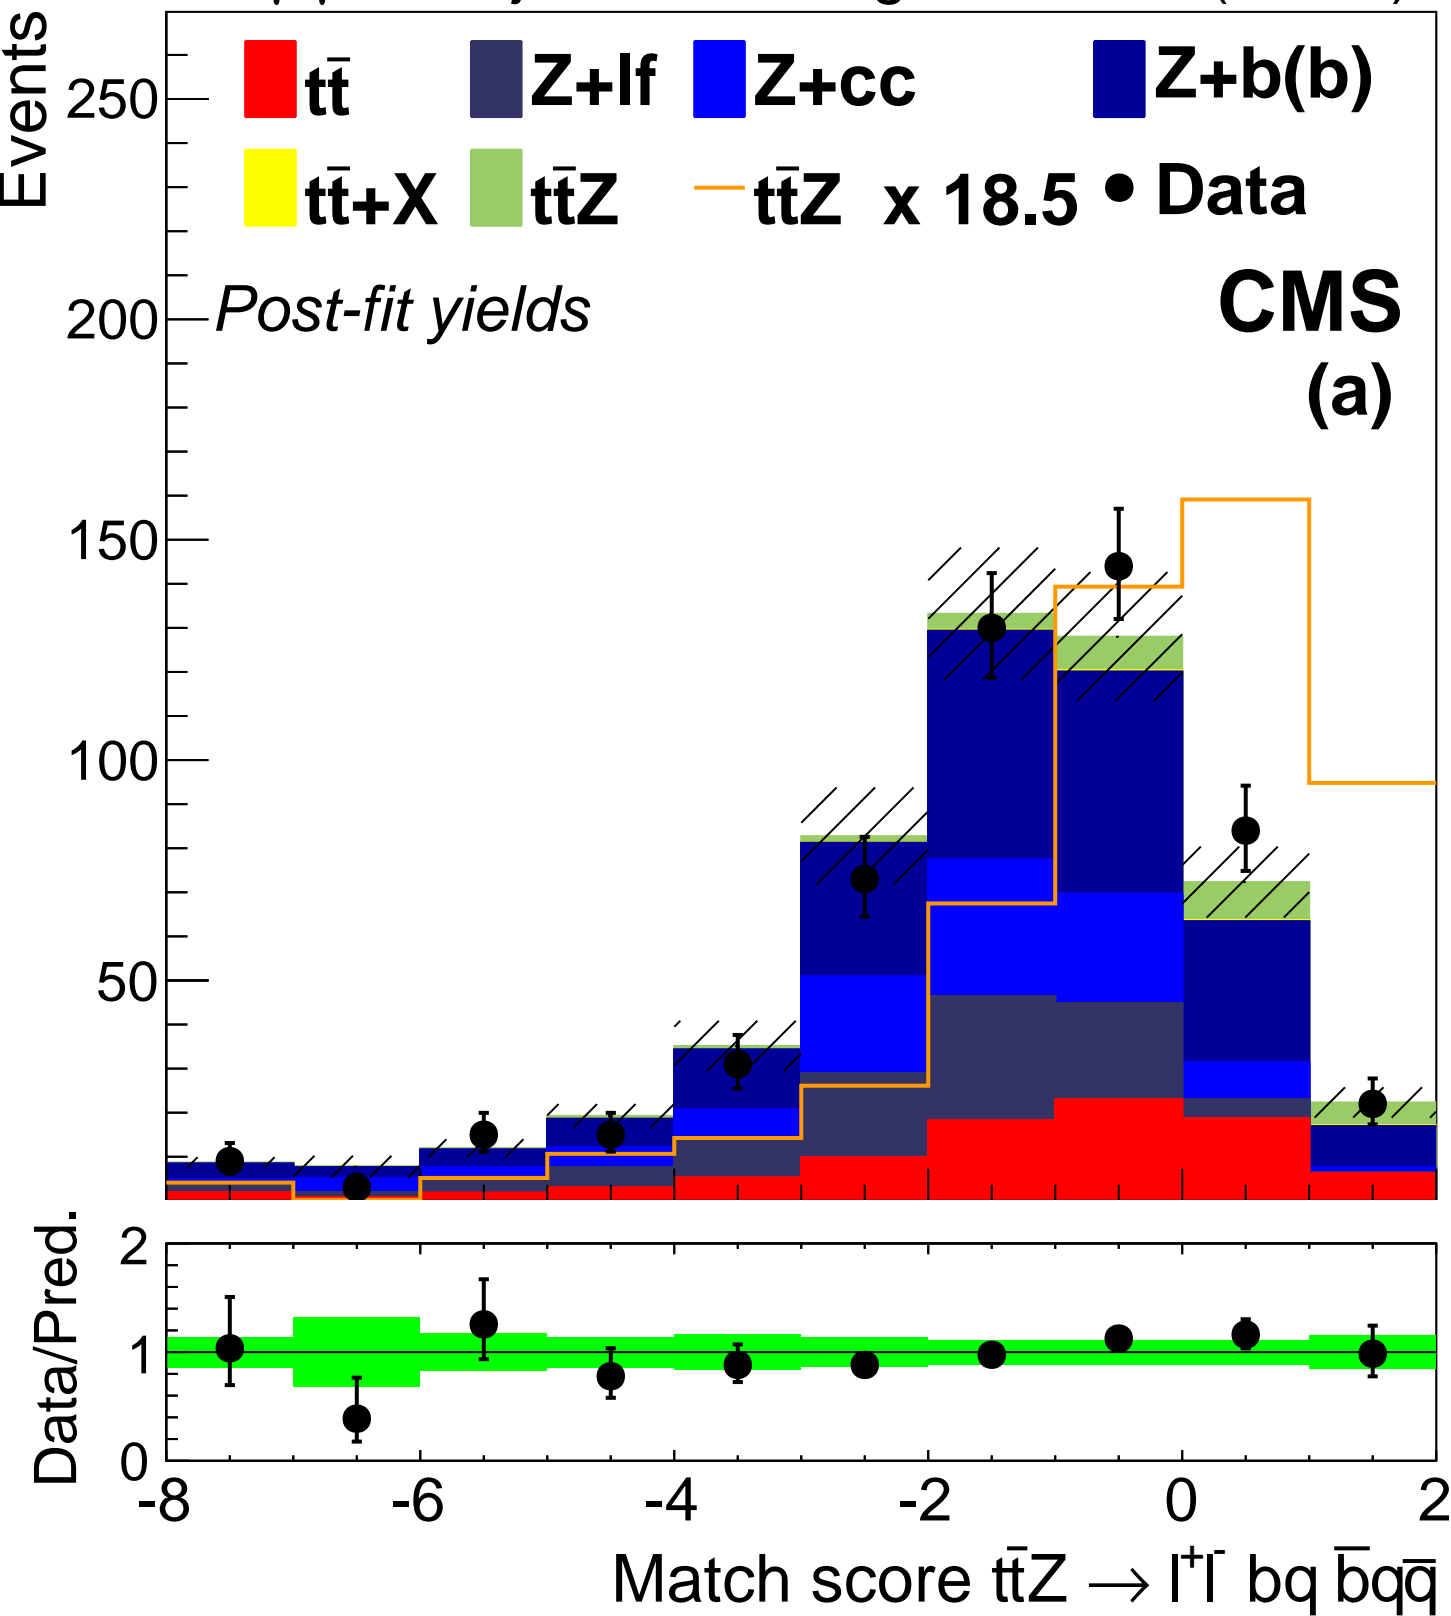 Events
tt̄ Z+lf Z+cc Z+b(b)
tt̄+X tt̄Z tt̄Z x 18.5 Data
Post-fit yields
CMS
(a)
250
200
150
100
50
Data/Pred.
2
1
0
-8 -6 -4 -2 0 2
Match score tt̄Z → l⁺l⁻ bq b̄qq̄